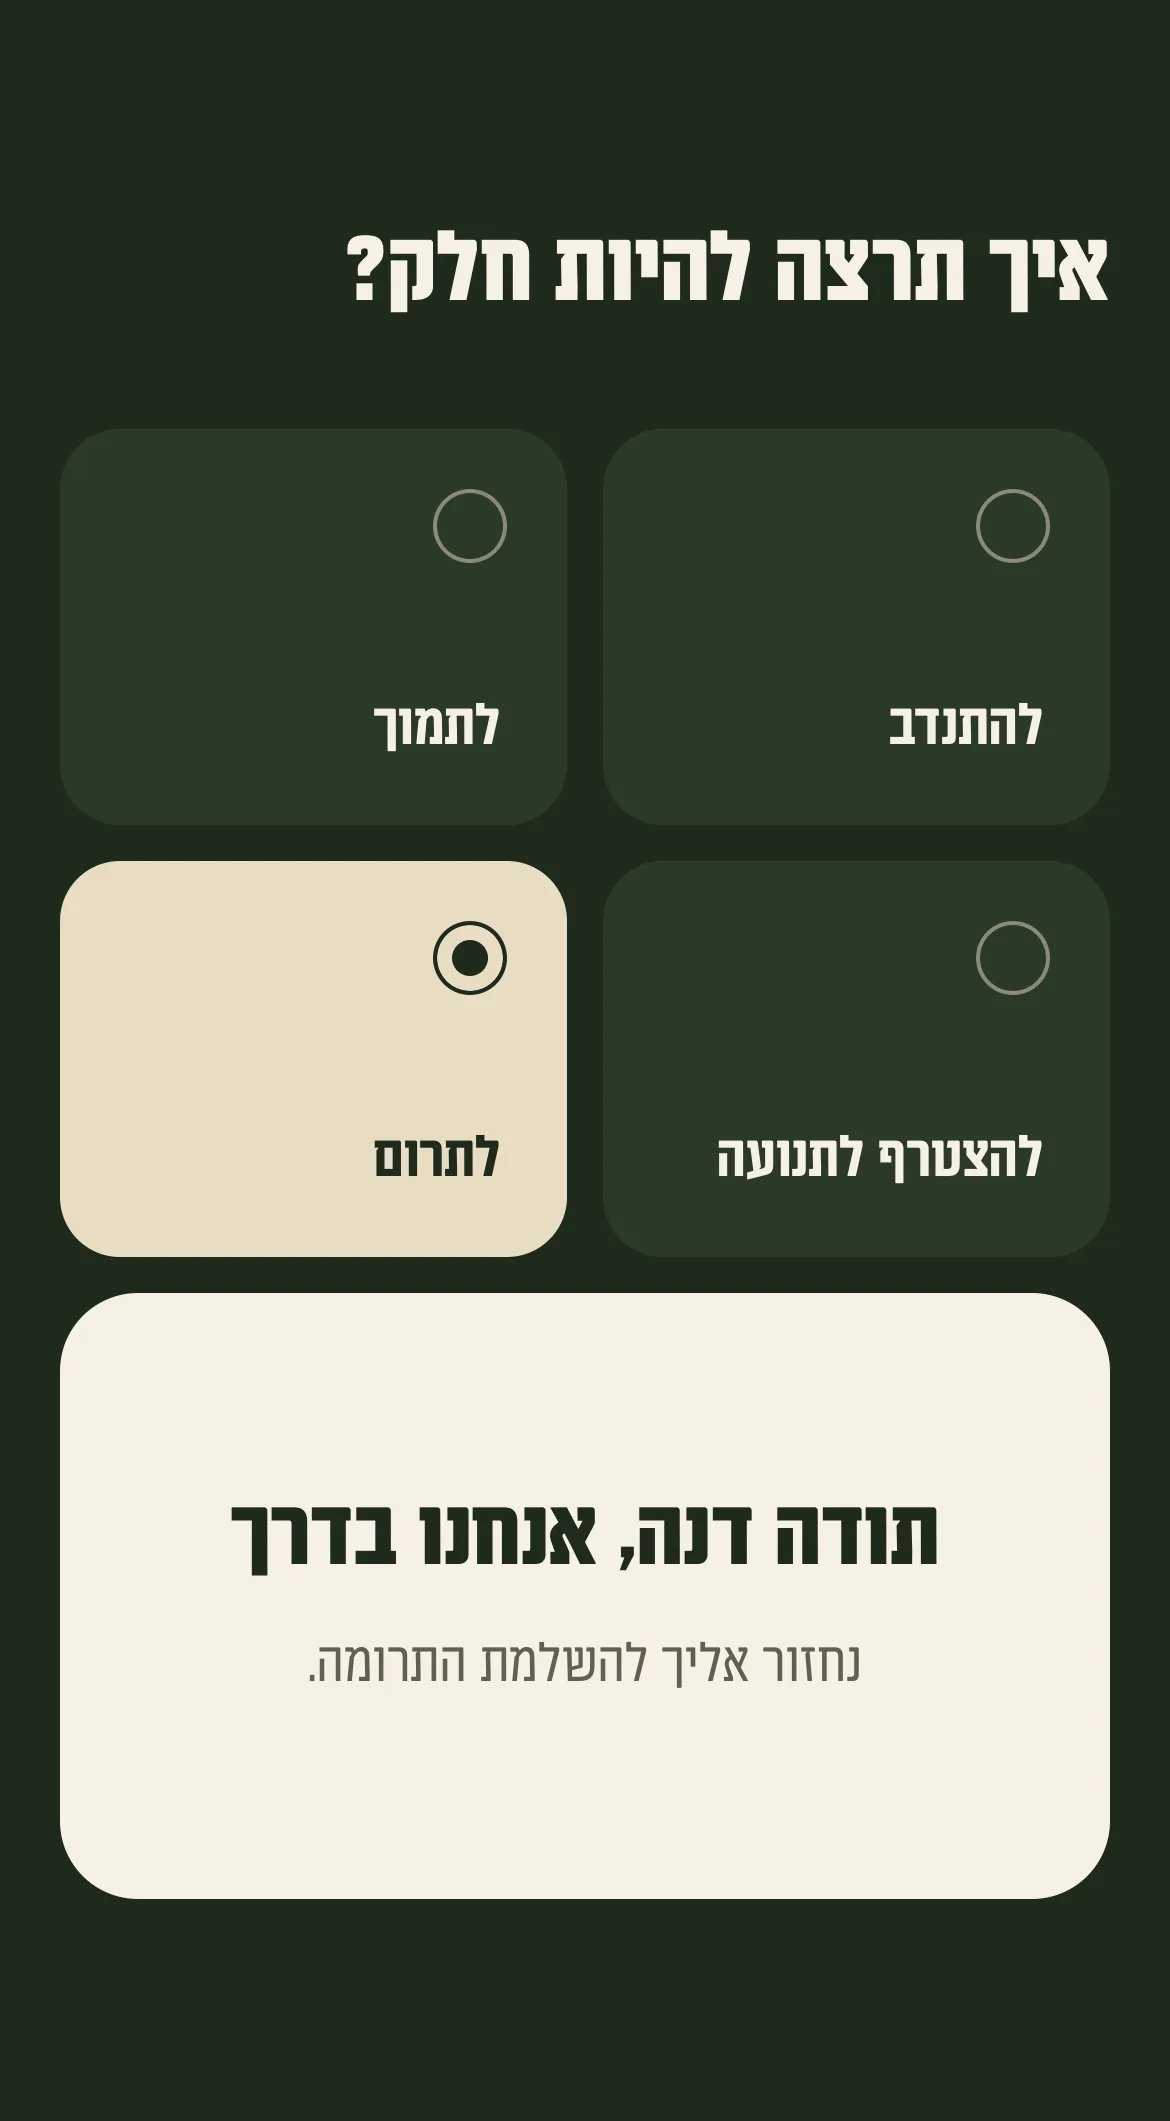 איך תרצה להיות חלק?
להתנדב
לתמוך
להצטרף לתנועה
לתרום
תודה דנה, אנחנו בדרך
נחזור אליך להשלמת התרומה.